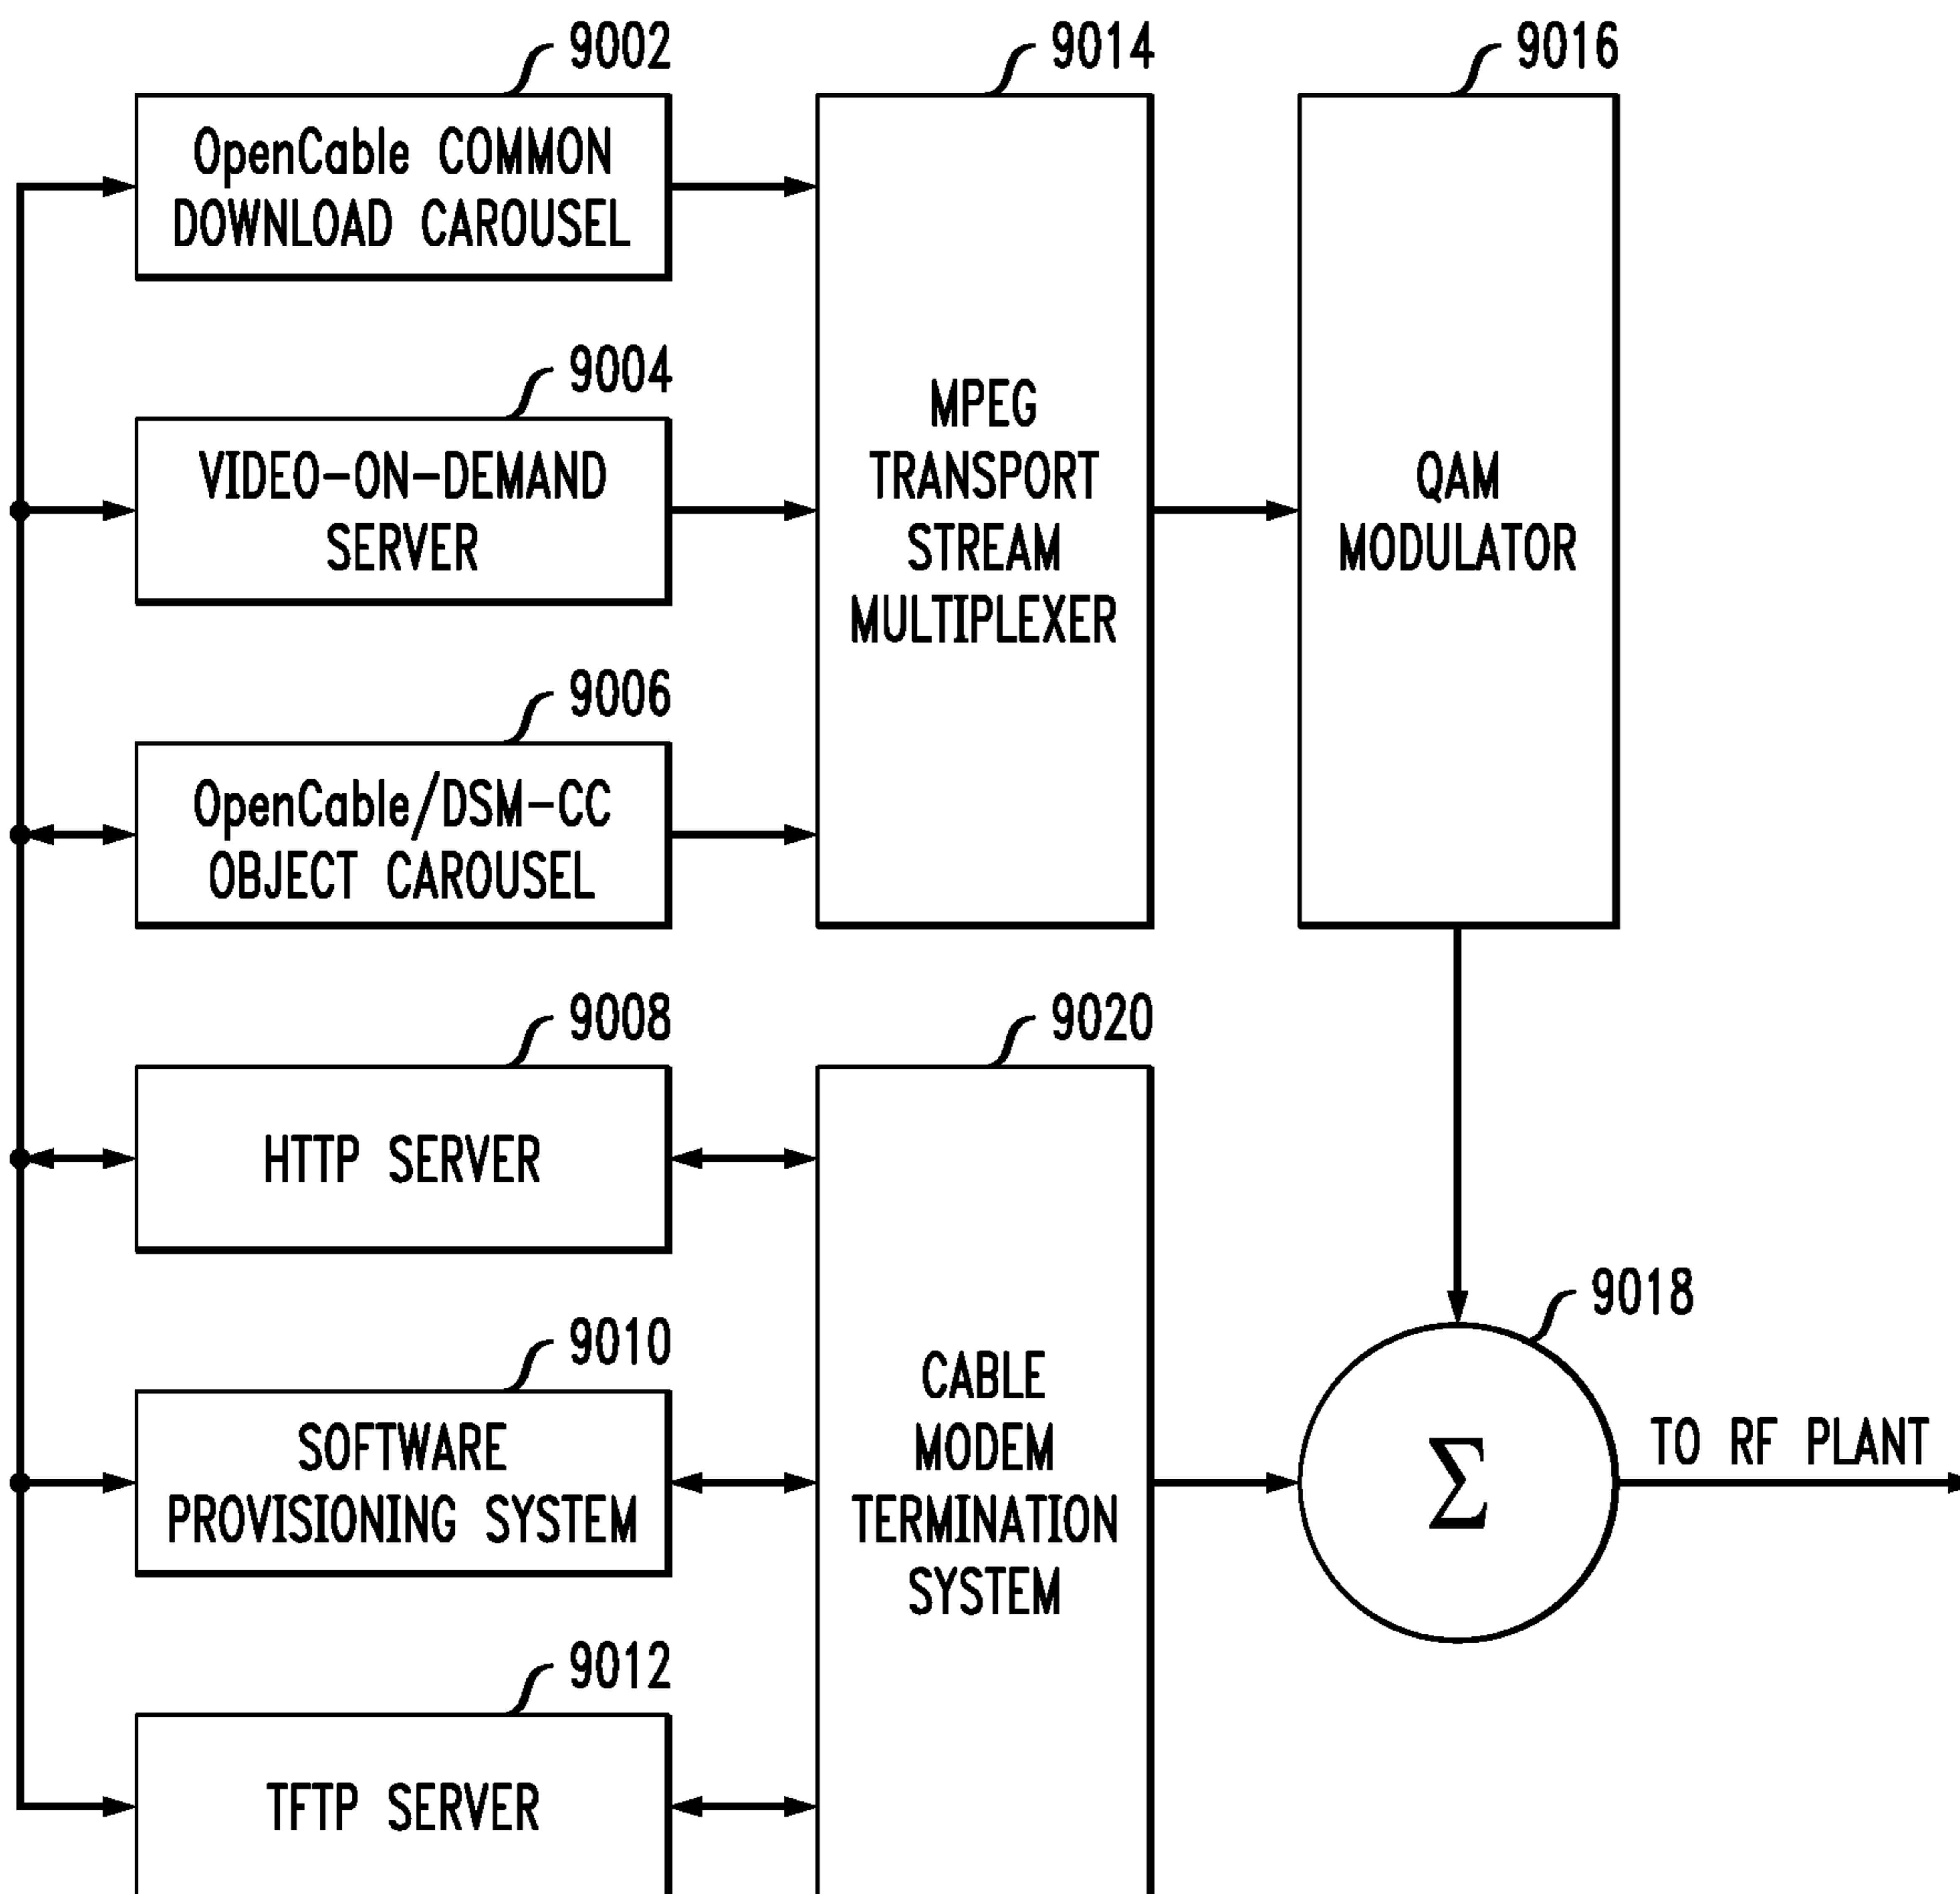 9002
OpenCable COMMON
DOWNLOAD CAROUSEL
9004
VIDEO-ON-DEMAND
SERVER
9006
OpenCable/DSM-CC
OBJECT CAROUSEL
9008
HTTP SERVER
9010
SOFTWARE
PROVISIONING SYSTEM
9012
TFTP SERVER
9014
MPEG
TRANSPORT
STREAM
MULTIPLEXER
9016
QAM
MODULATOR
9020
CABLE
MODEM
TERMINATION
SYSTEM
9018
Σ
TO RF PLANT